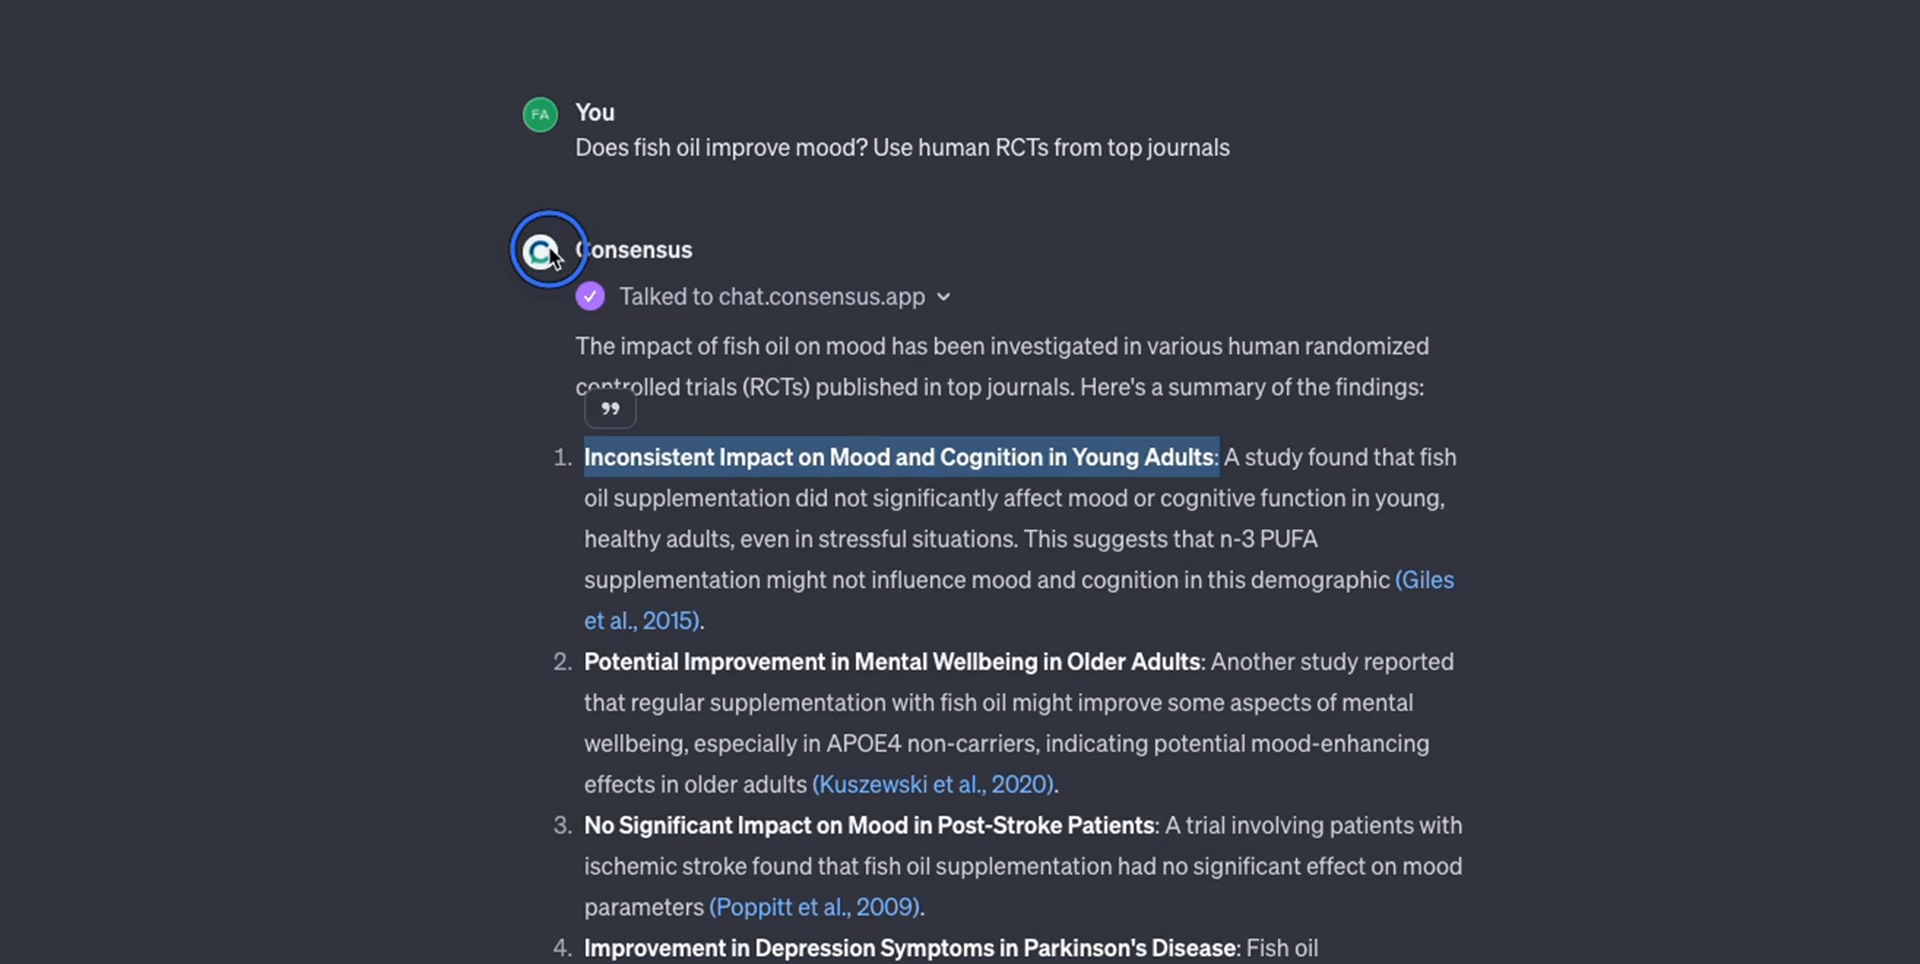 FA
You
Does fish oil improve mood? Use human RCTs from top journals
Consensus
Talked to chat.consensus.app
The impact of fish oil on mood has been investigated in various human randomized
controlled trials (RCTs) published in top journals. Here's a summary of the findings:
1. Inconsistent Impact on Mood and Cognition in Young Adults: A study found that fish
oil supplementation did not significantly affect mood or cognitive function in young,
healthy adults, even in stressful situations. This suggests that n-3 PUFA
supplementation might not influence mood and cognition in this demographic (Giles
et al., 2015).
2. Potential Improvement in Mental Wellbeing in Older Adults: Another study reported
that regular supplementation with fish oil might improve some aspects of mental
wellbeing, especially in APOE4 non-carriers, indicating potential mood-enhancing
effects in older adults (Kuszewski et al., 2020).
3. No Significant Impact on Mood in Post-Stroke Patients: A trial involving patients with
ischemic stroke found that fish oil supplementation had no significant effect on mood
parameters (Poppitt et al., 2009).
4. Improvement in Depression Symptoms in Parkinson's Disease: Fish oil